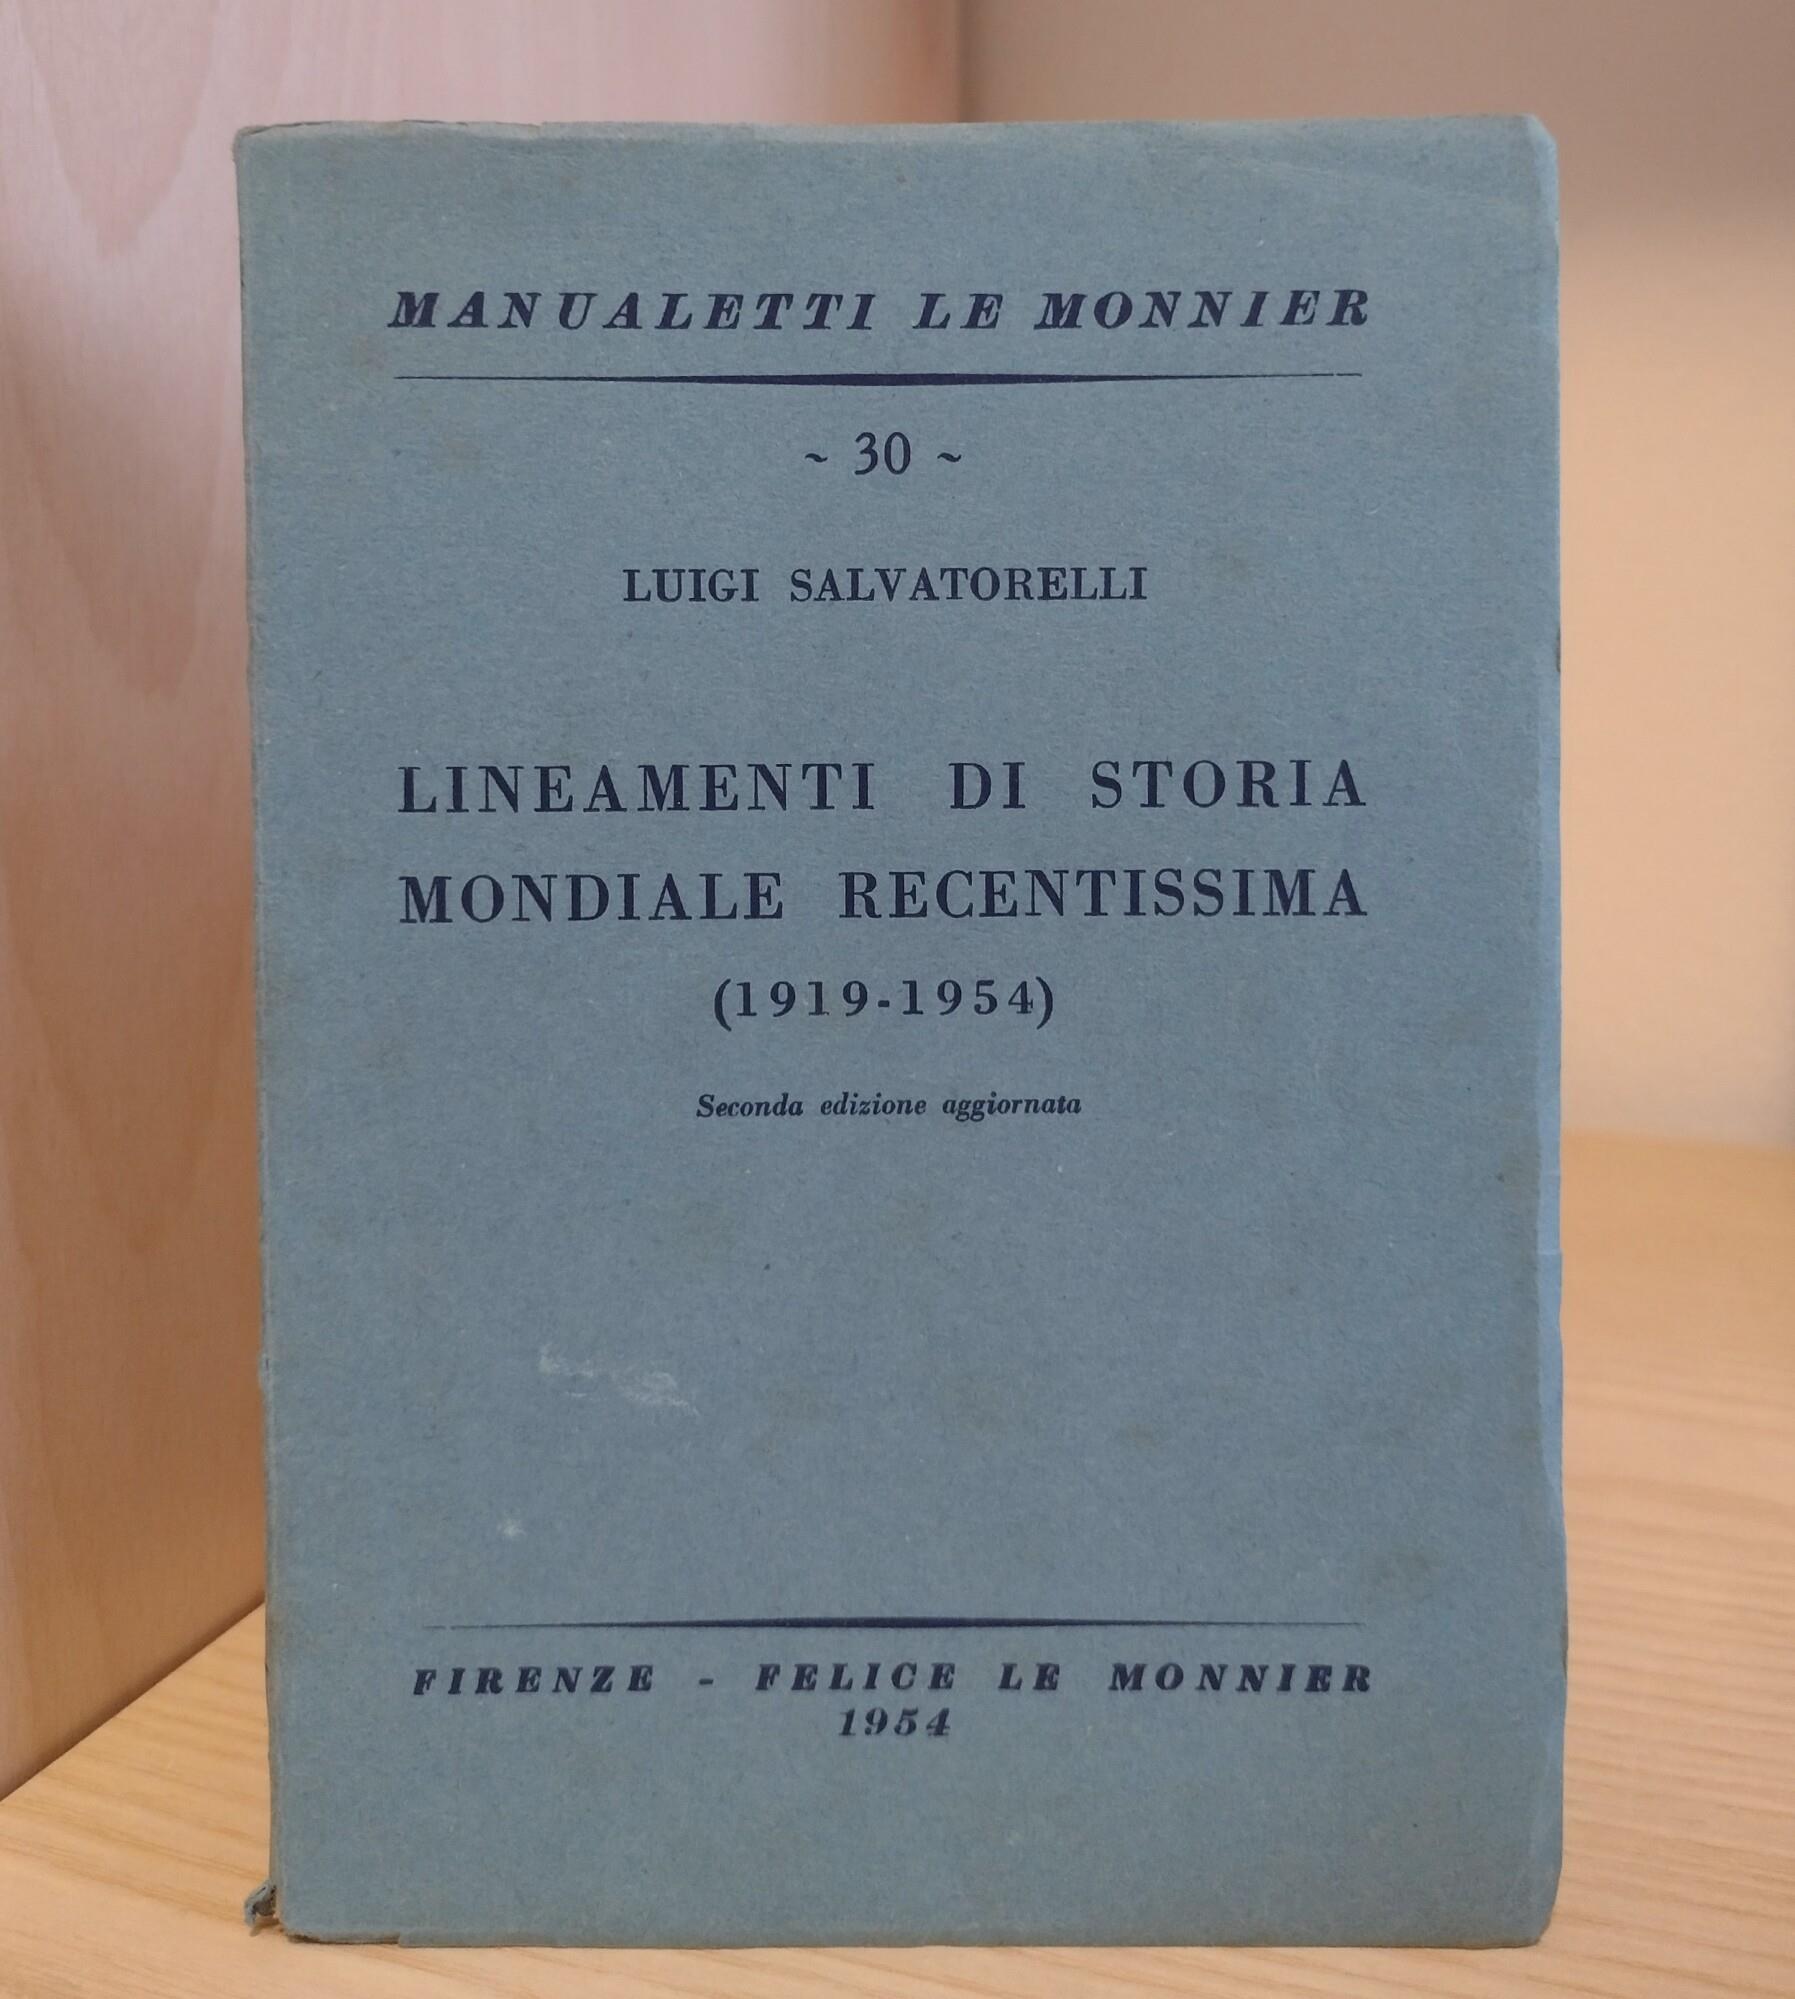 MANUALETTI LE MONNIER
~ 30 ~
LUIGI SALVATORELLI
LINEAMENTI DI STORIA
MONDIALE RECENTISSIMA
(1919-1954)
Seconda edizione aggiornata
FIRENZE - FELICE LE MONNIER
1954